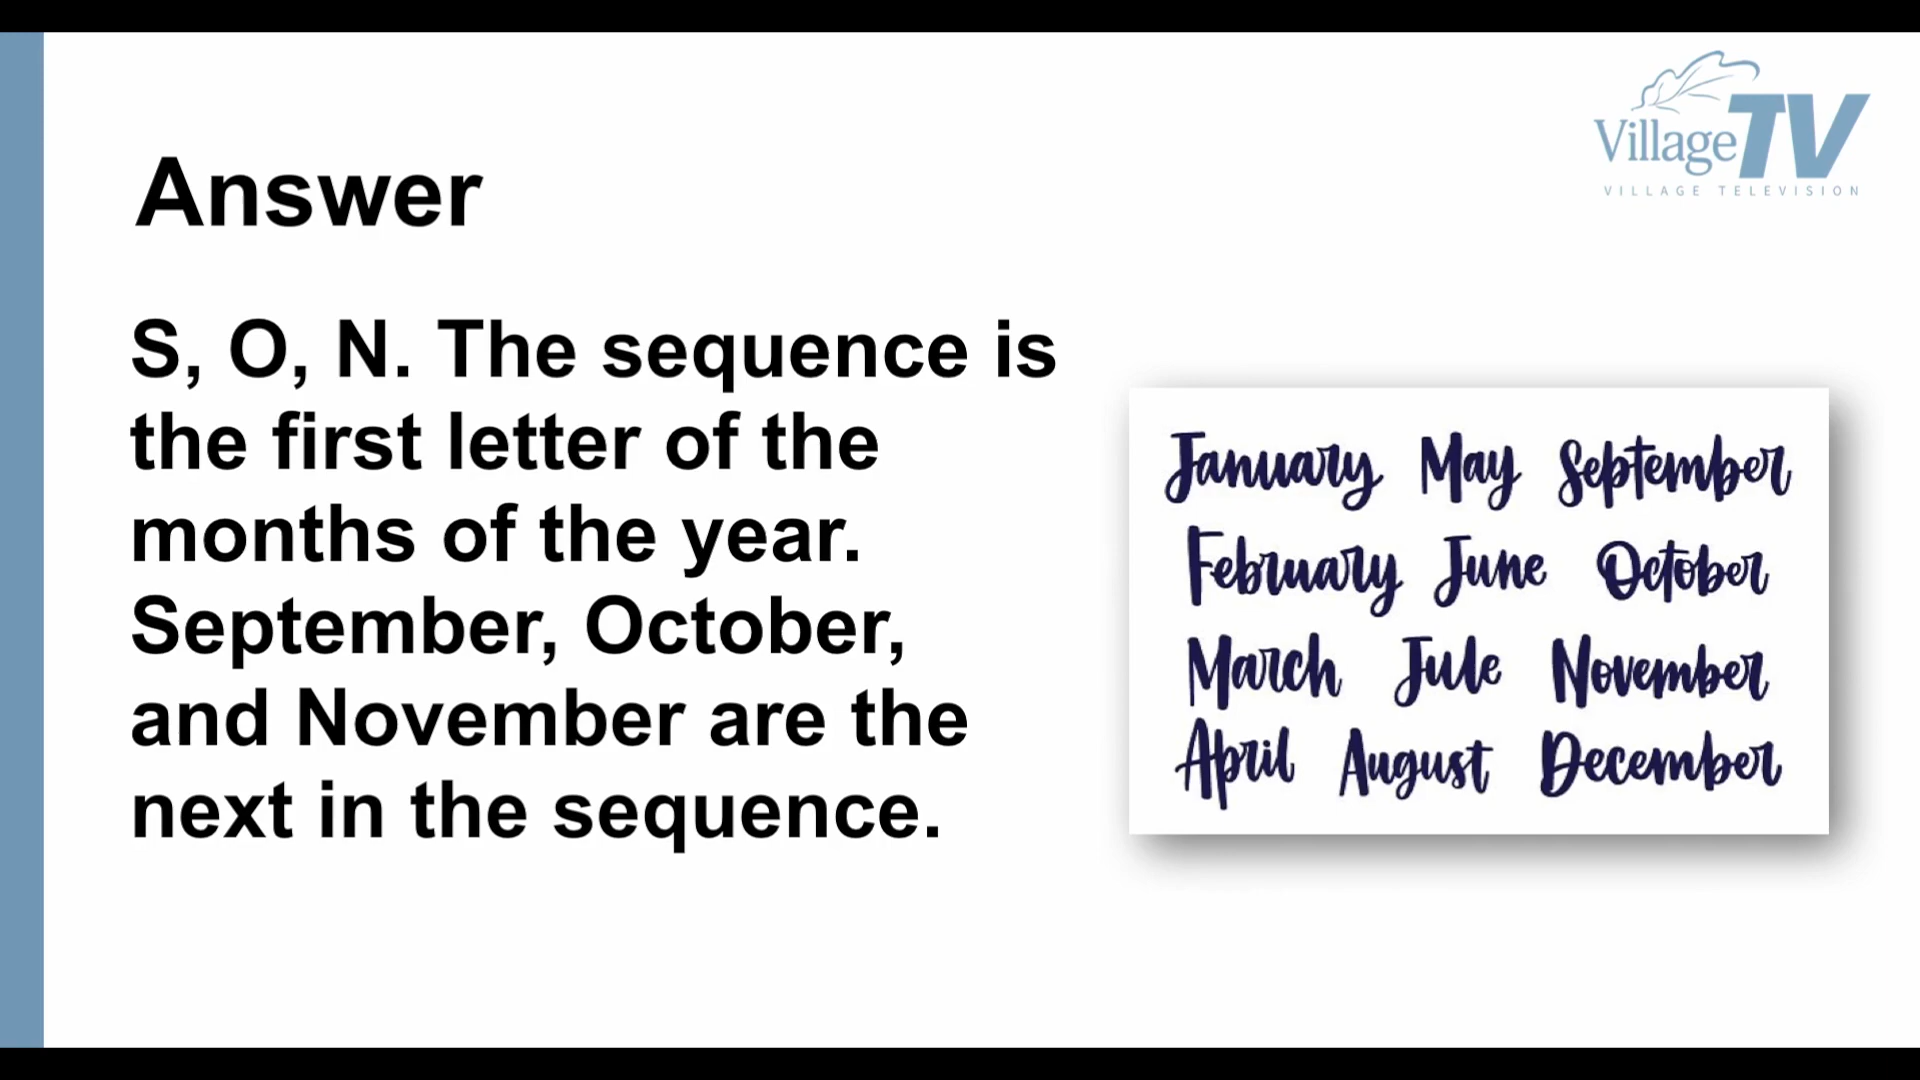 Village TV
VILLAGE TELEVISION
Answer
S, O, N. The sequence is
the first letter of the
months of the year.
September, October,
and November are the
next in the sequence.
January May September
February June October
March Jule November
April August December